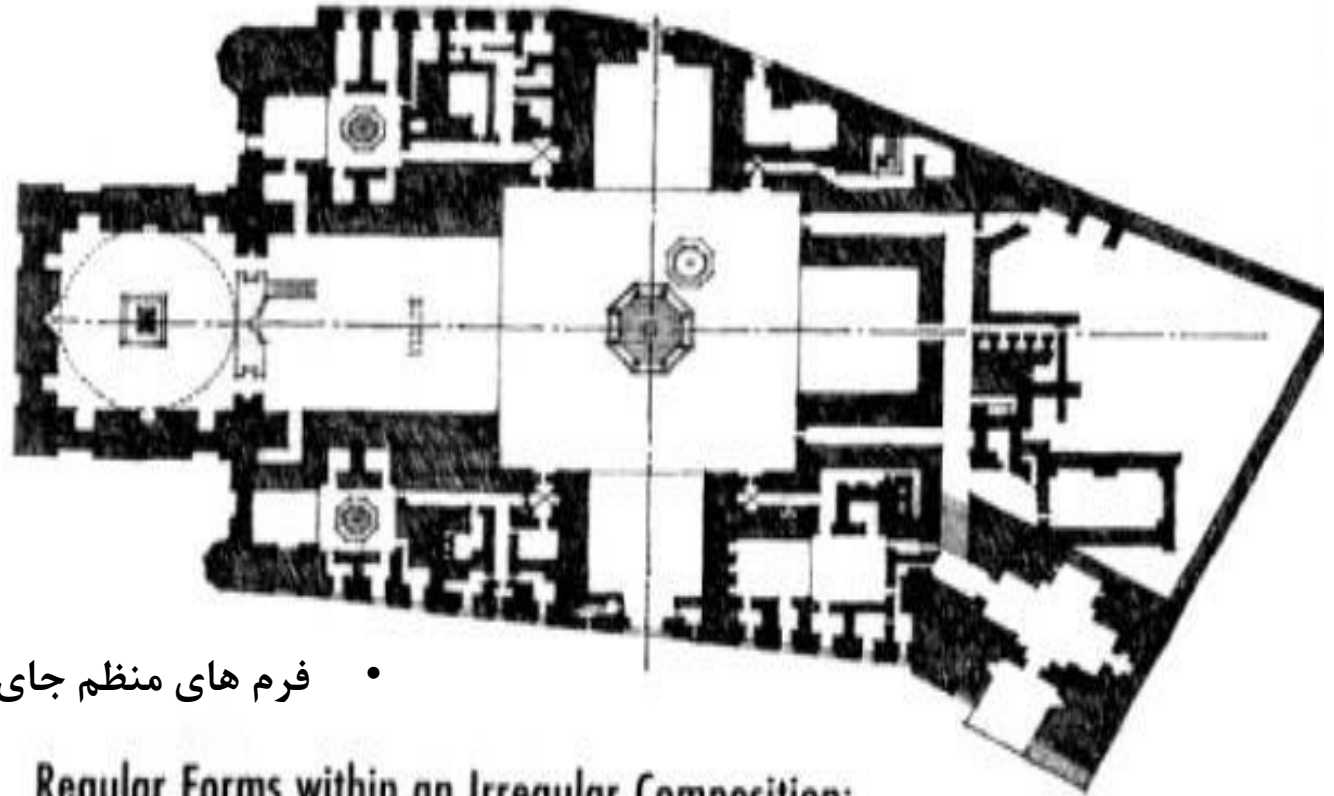 • فرم های منظم جای
Regular Forms within an Irregular Composition: